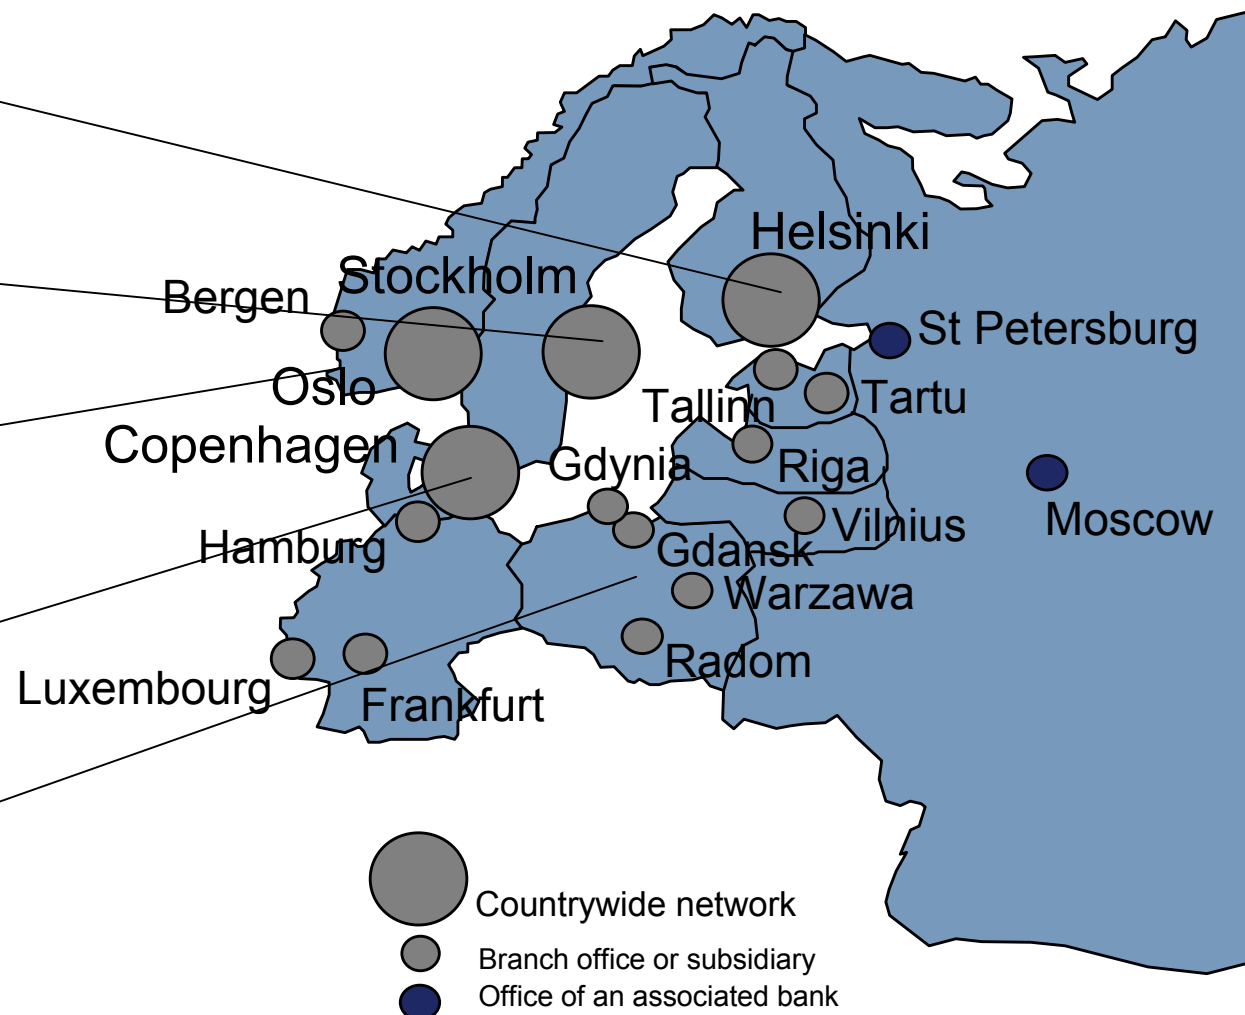 Helsinki
Stockholm
Bergen
St Petersburg
Oslo
Tallinn
Tartu
Copenhagen
Gdynia
Riga
Moscow
Vilnius
Hamburg
Gdansk
Warzawa
Radom
Luxembourg
Frankfurt
Countrywide network
Branch office or subsidiary
Office of an associated bank